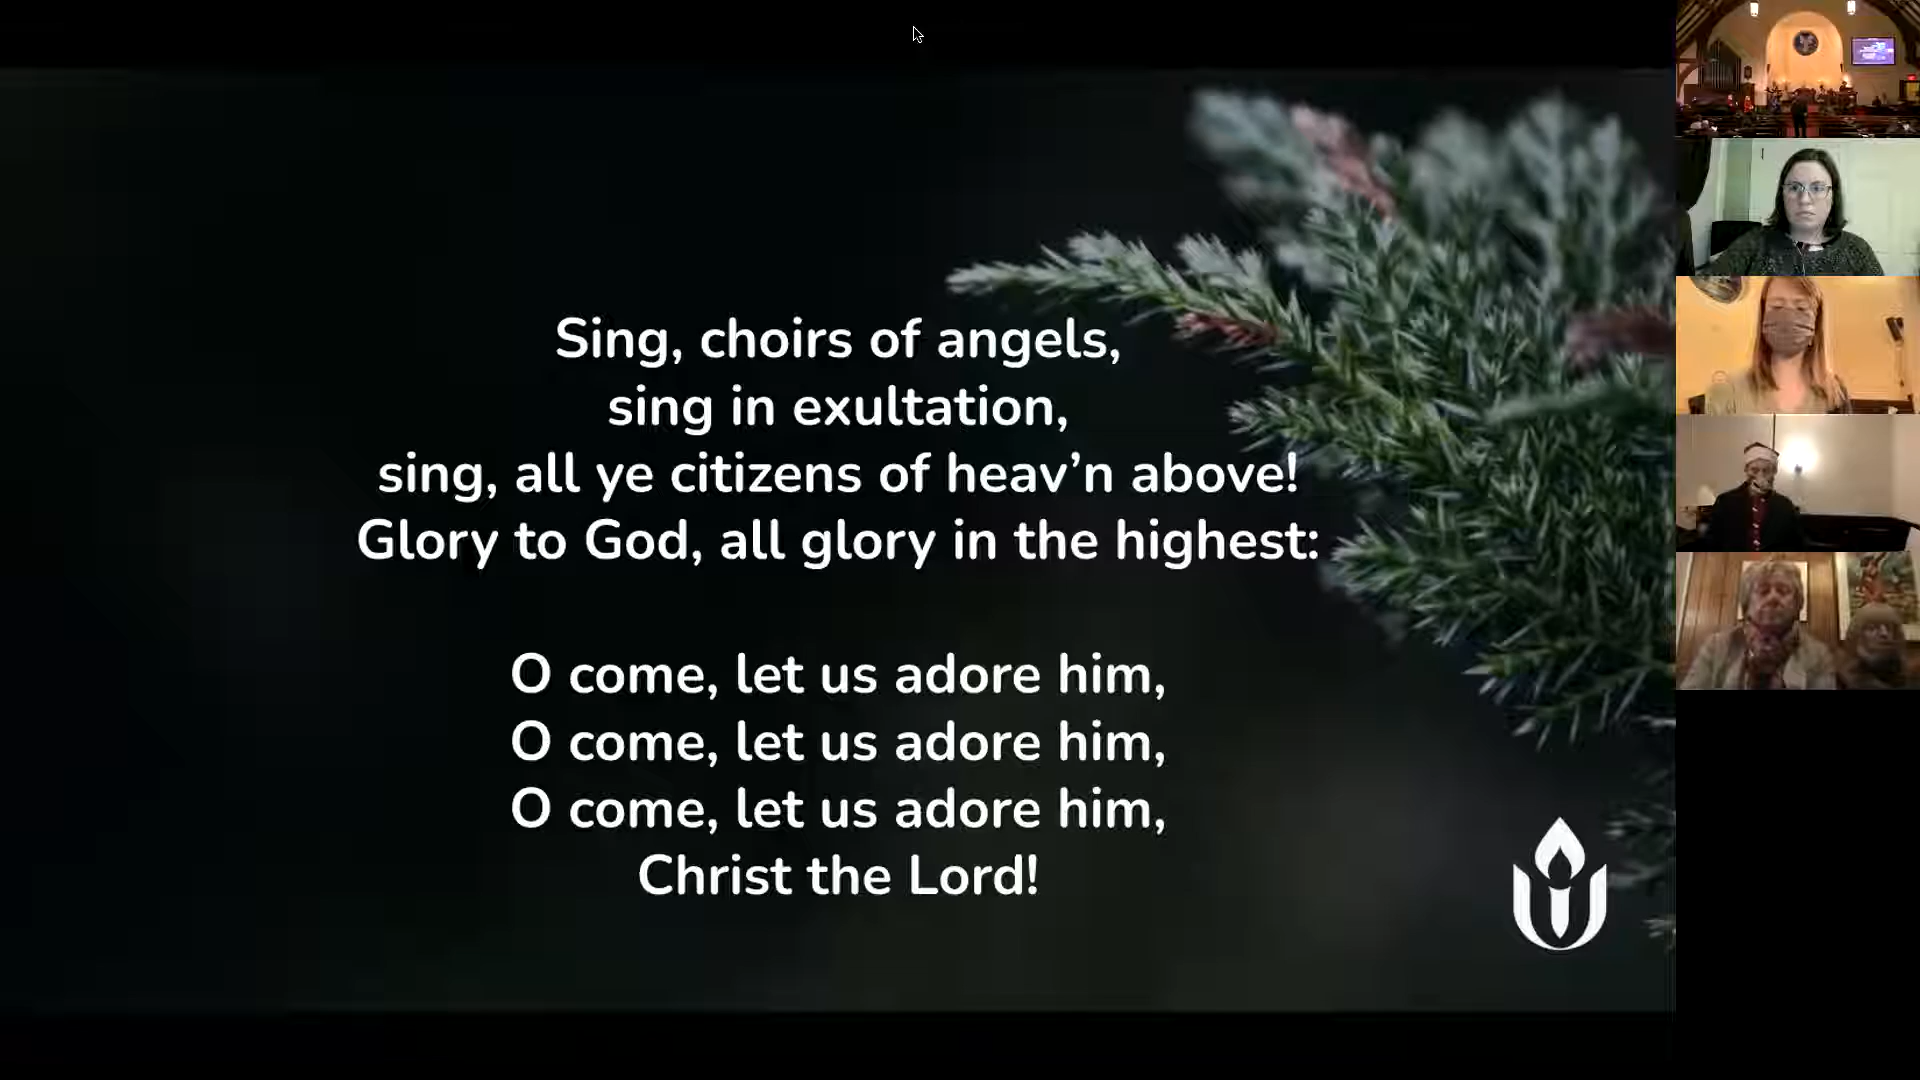 Sing, choirs of angels,
sing in exultation,
sing, all ye citizens of heav’n above!
Glory to God, all glory in the highest:
O come, let us adore him,
O come, let us adore him,
O come, let us adore him,
Christ the Lord!